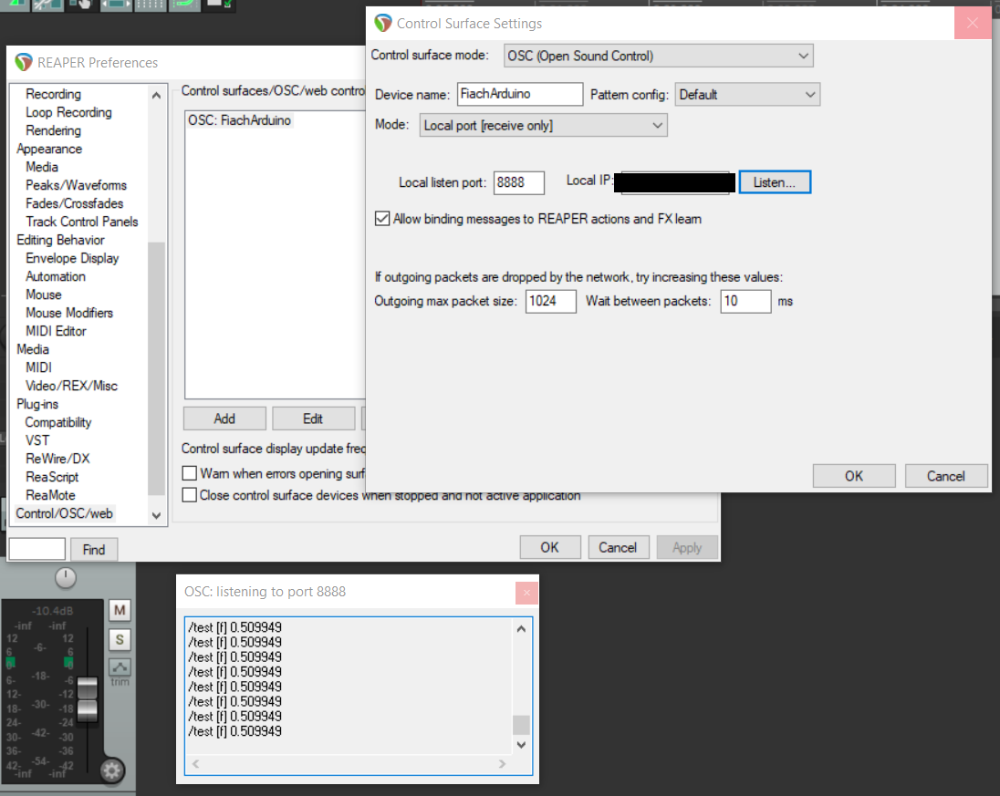 Control Surface Settings
Control surface mode: OSC (Open Sound Control)
Device name: FiachArduino Pattern config: Default
Mode: Local port [receive only]
Local listen port: 8888 Local IP: Listen...
Allow binding messages to REAPER actions and FX learn
If outgoing packets are dropped by the network, try increasing these values:
Outgoing max packet size: 1024 Wait between packets: 10 ms
OK Cancel
REAPER Preferences
Recording
Loop Recording
Rendering
Appearance
Media
Peaks/Waveforms
Fades/Crossfades
Track Control Panels
Editing Behavior
Envelope Display
Automation
Mouse
Mouse Modifiers
MIDI Editor
Media
MIDI
Video/REX/Misc
Plug-ins
Compatibility
VST
ReWire/DX
ReaScript
ReaMote
Control/OSC/web
Find
Control surfaces/OSC/web contro
OSC: FiachArduino
Add Edit
Control surface display update fre
Warn when errors opening sur
Close control surface devices when stopped and not active application
OK Cancel Apply
OSC: listening to port 8888
/test [f] 0.509949
/test [f] 0.509949
/test [f] 0.509949
/test [f] 0.509949
/test [f] 0.509949
/test [f] 0.509949
/test [f] 0.509949
/test [f] 0.509949
-10.4dB M
-inf -inf
12 12
6 -6- 6
S
6- -18- -6
trim
12- -12
18- -30- -18
24- -24
30- -42- -30
36- -36
42- -54- -42
-inf -inf